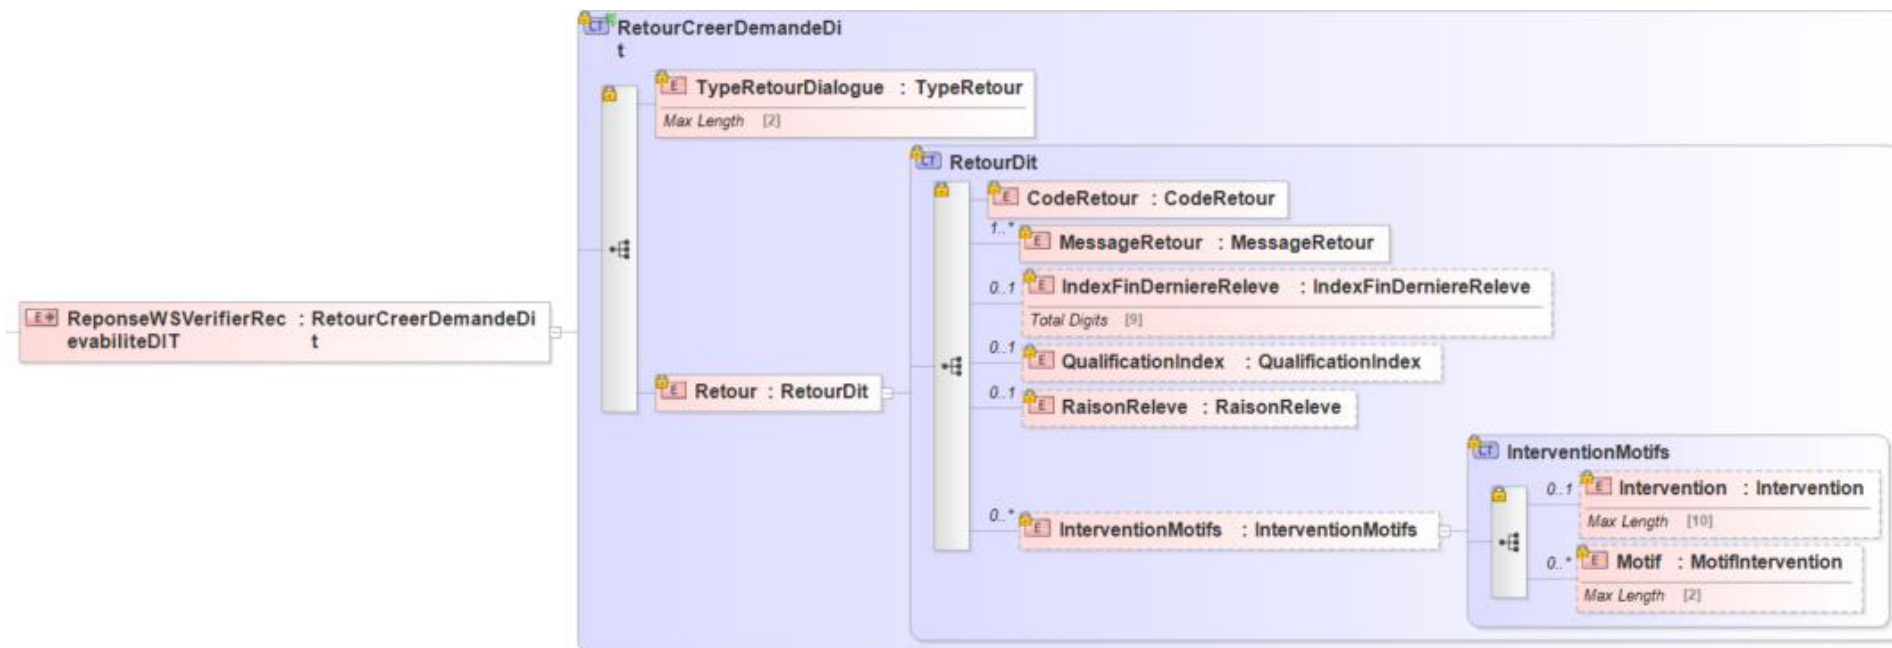 RetourCreerDemandeDi
t
TypeRetourDialogue : TypeRetour
Max Length [2]
RetourDit
CodeRetour : CodeRetour
1..*
MessageRetour : MessageRetour
0..1
IndexFinDerniereReleve : IndexFinDerniereReleve
Total Digits [9]
ReponseWSVerifierRec : RetourCreerDemandeDi
evabiliteDIT t
0..1
QualificationIndex : QualificationIndex
Retour : RetourDit
0..1
RaisonReleve : RaisonReleve
InterventionMotifs
0..1
Intervention : Intervention
Max Length [10]
0..*
InterventionMotifs : InterventionMotifs
0..*
Motif : MotifIntervention
Max Length [2]